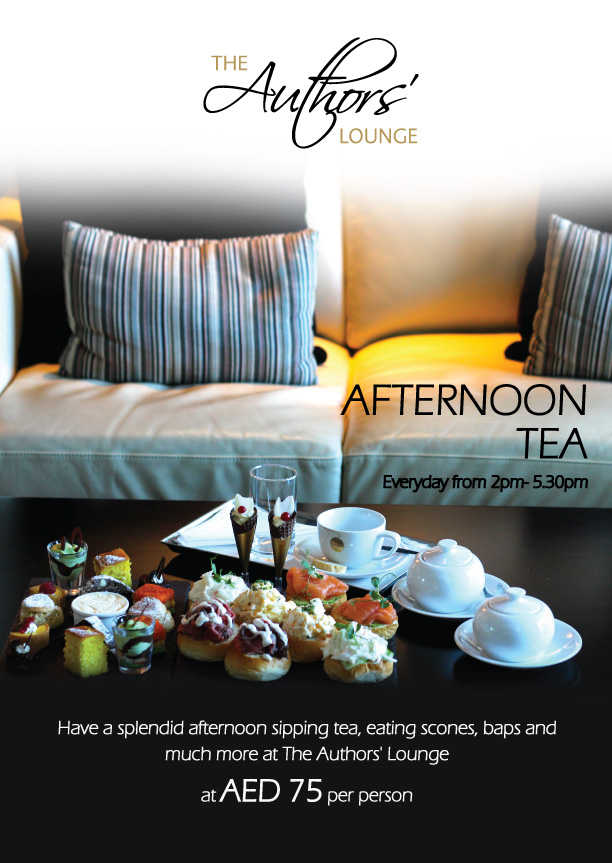 THE
Authors'
LOUNGE
AFTERNOON
TEA
Everyday from 2pm- 5.30pm
Have a splendid afternoon sipping tea, eating scones, baps and
much more at The Authors' Lounge
at AED 75 per person